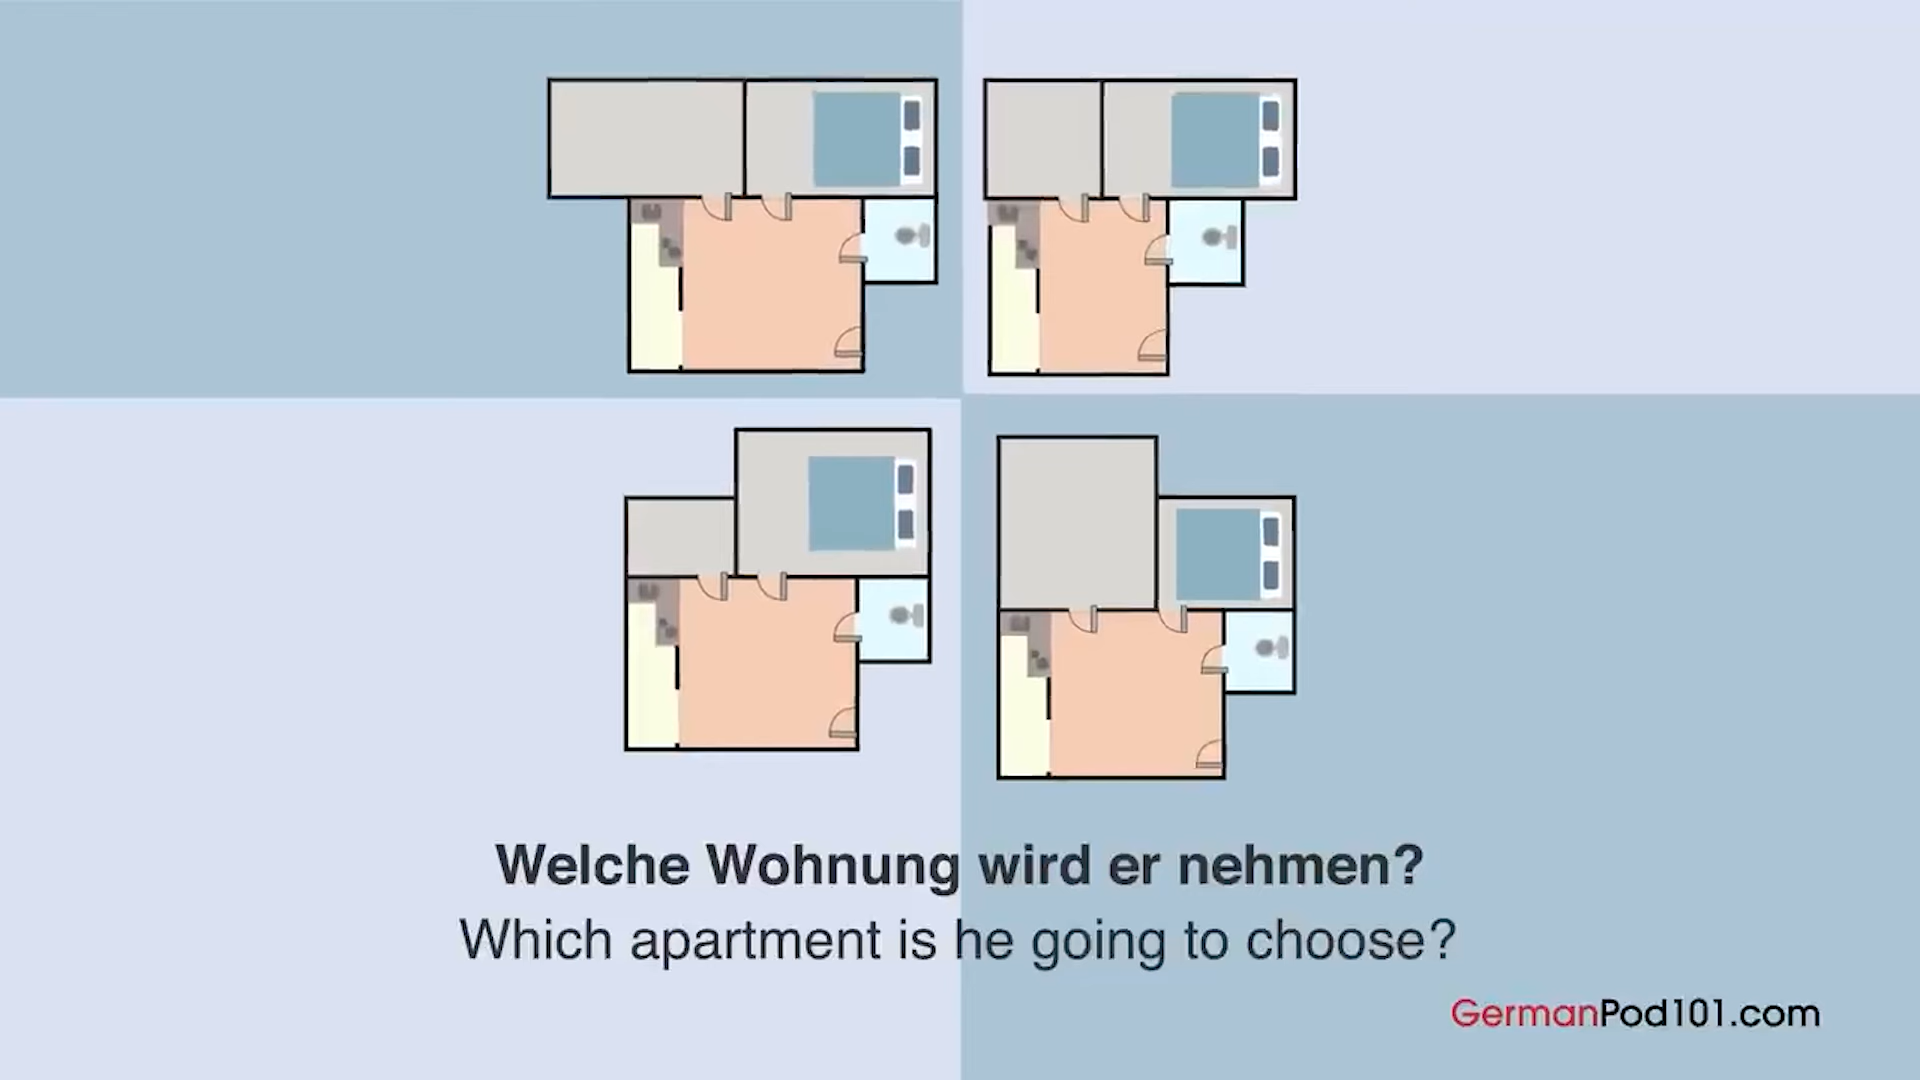 Welche Wohnung wird er nehmen?
Which apartment is he going to choose?
GermanPod101.com